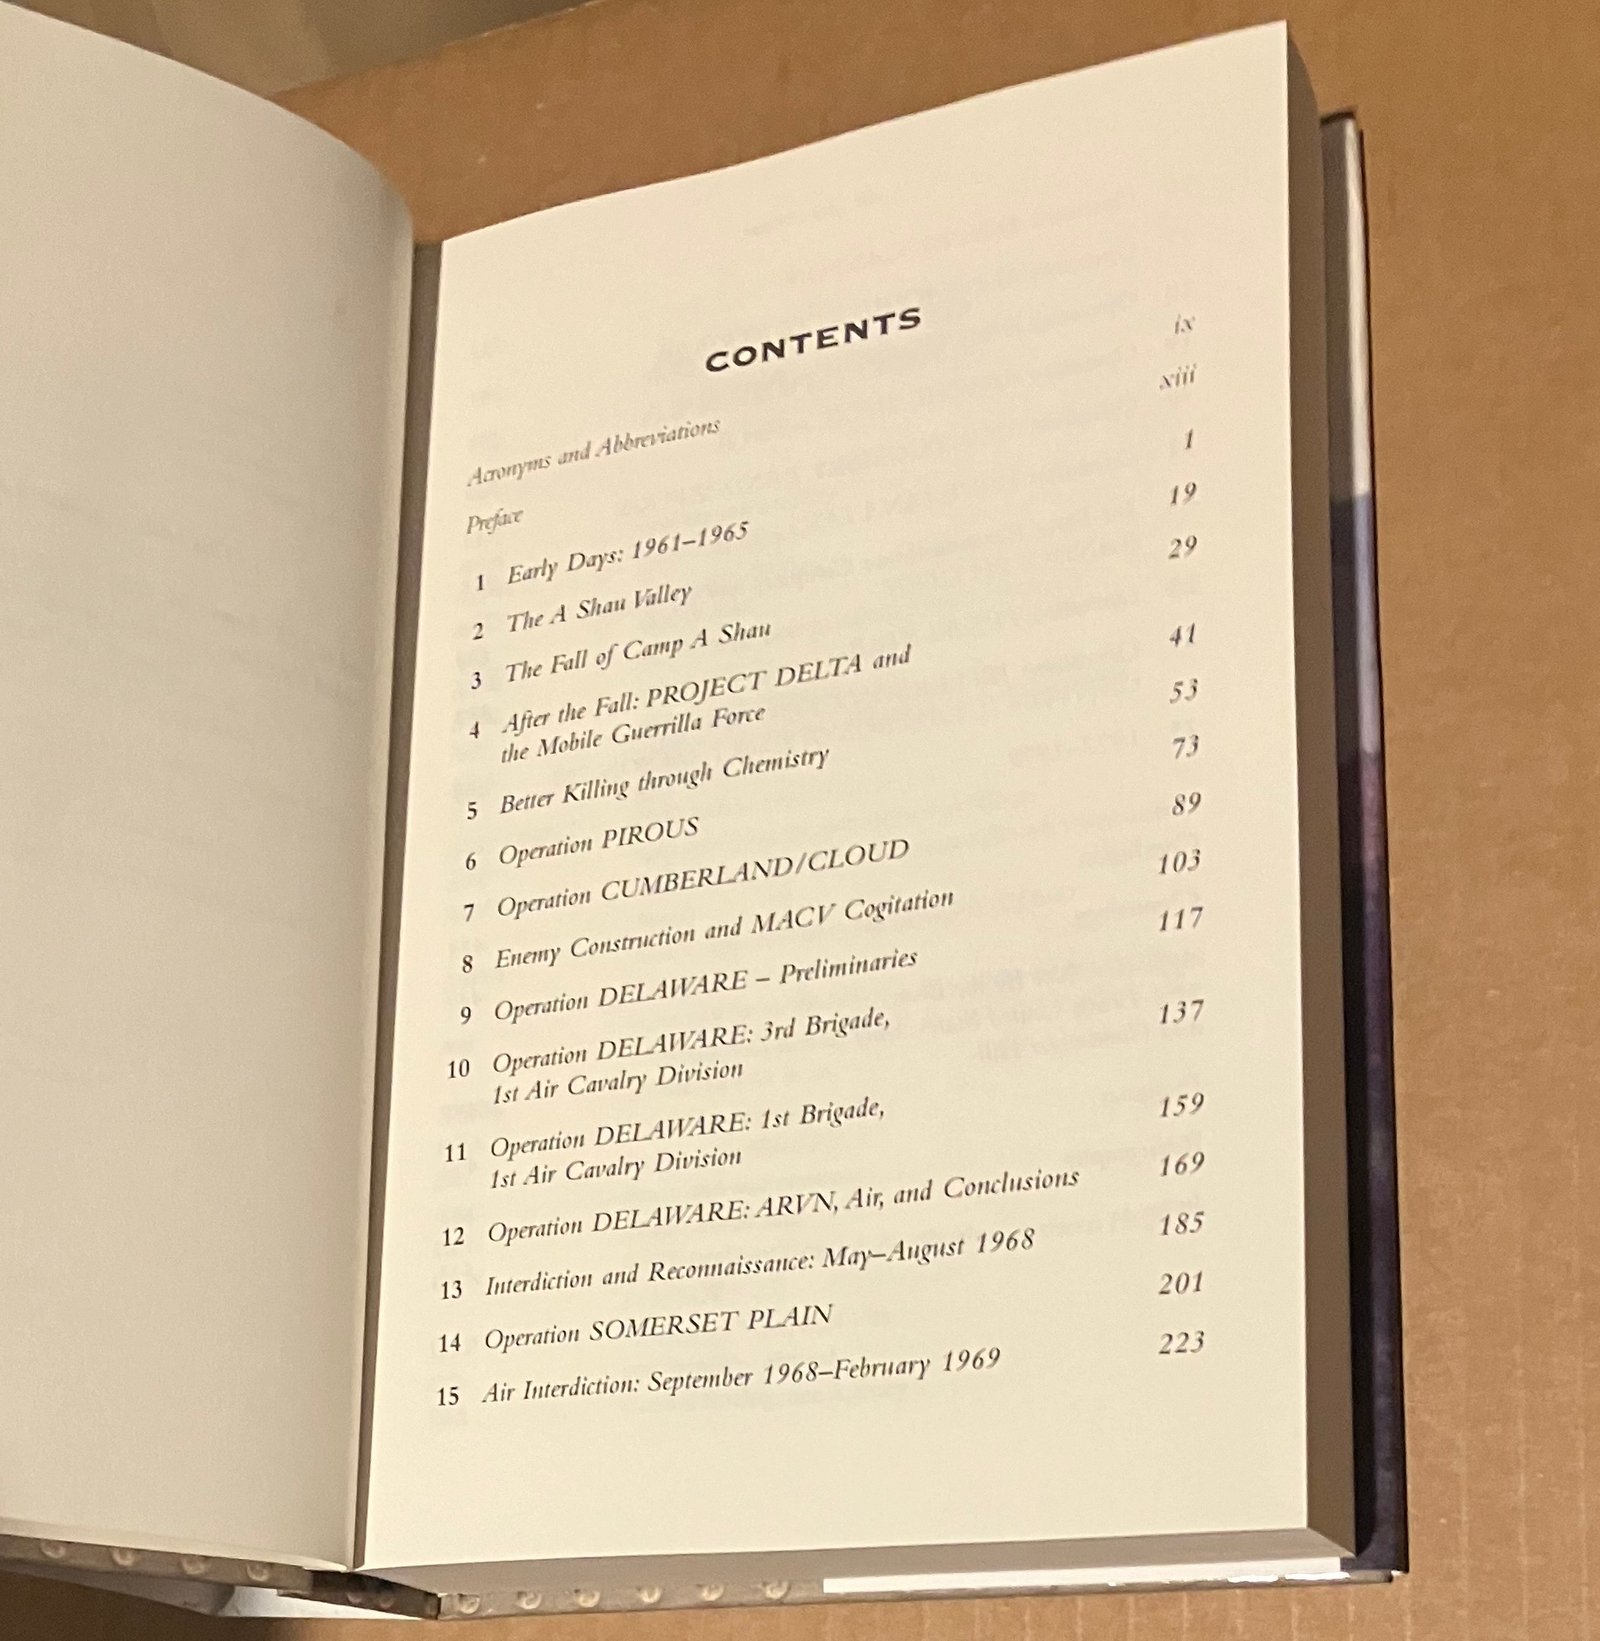 CONTENTS
Acronyms and Abbreviations ix
Preface xiii
1 Early Days: 1961–1965 1
2 The A Shau Valley 19
3 The Fall of Camp A Shau 29
4 After the Fall: PROJECT DELTA and
the Mobile Guerrilla Force 41
5 Better Killing through Chemistry 53
6 Operation PIROUS 73
7 Operation CUMBERLAND/CLOUD 89
8 Enemy Construction and MACV Cogitation 103
9 Operation DELAWARE – Preliminaries 117
10 Operation DELAWARE: 3rd Brigade,
1st Air Cavalry Division 137
11 Operation DELAWARE: 1st Brigade,
1st Air Cavalry Division 159
12 Operation DELAWARE: ARVN, Air, and Conclusions 169
13 Interdiction and Reconnaissance: May–August 1968 185
14 Operation SOMERSET PLAIN 201
15 Air Interdiction: September 1968–February 1969 223